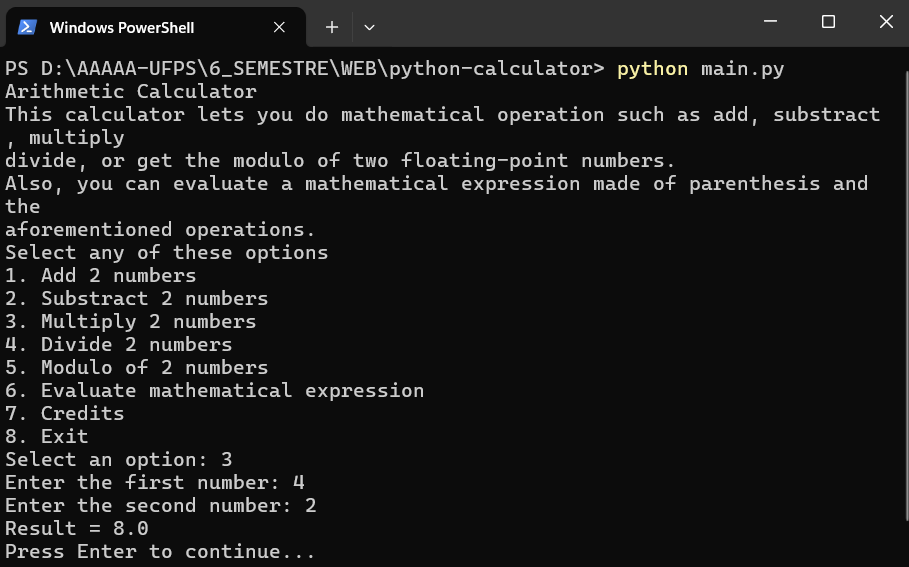 Windows PowerShell
PS D:\AAAAA-UFPS\6_SEMESTRE\WEB\python-calculator> python main.py
Arithmetic Calculator
This calculator lets you do mathematical operation such as add, substract
, multiply
divide, or get the modulo of two floating-point numbers.
Also, you can evaluate a mathematical expression made of parenthesis and
the
aforementioned operations.
Select any of these options
1. Add 2 numbers
2. Substract 2 numbers
3. Multiply 2 numbers
4. Divide 2 numbers
5. Modulo of 2 numbers
6. Evaluate mathematical expression
7. Credits
8. Exit
Select an option: 3
Enter the first number: 4
Enter the second number: 2
Result = 8.0
Press Enter to continue...